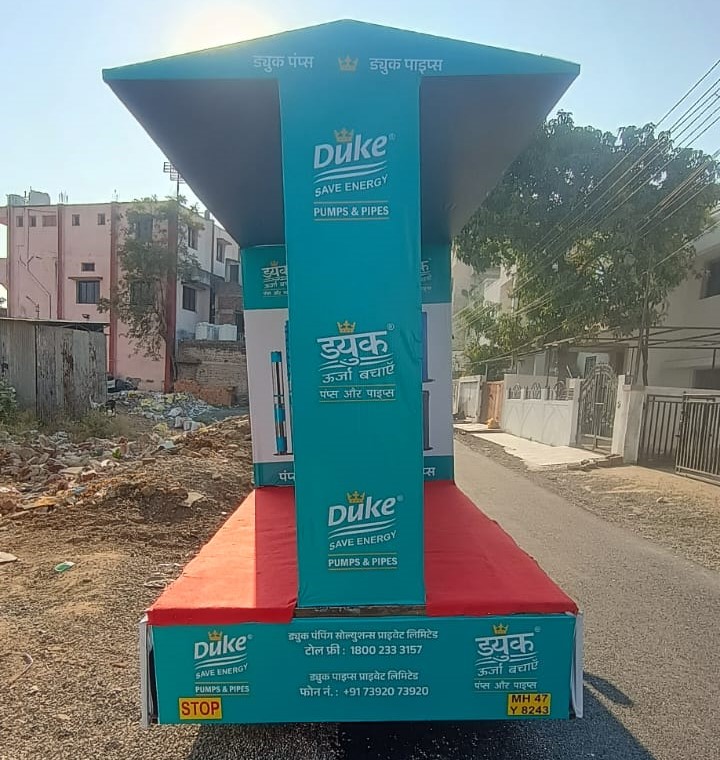 ड्युक पंप्स ड्युक पाइप्स
Duke®
SAVE ENERGY
PUMPS & PIPES
ड्युक
ऊर्जा बचाएँ
ड्युक®
ऊर्जा बचाएँ
पंप्स और पाइप्स
Duke®
SAVE ENERGY
PUMPS & PIPES
Duke®
SAVE ENERGY
PUMPS & PIPES
STOP
ड्युक पंपिंग सोल्युशन्स प्राइवेट लिमिटेड
टोल फ्री : 1800 233 3157
ड्युक पाइप्स प्राइवेट लिमिटेड
फोन नं. : +91 73920 73920
ड्युक®
ऊर्जा बचाएँ
पंप्स और पाइप्स
MH 47
Y 8243